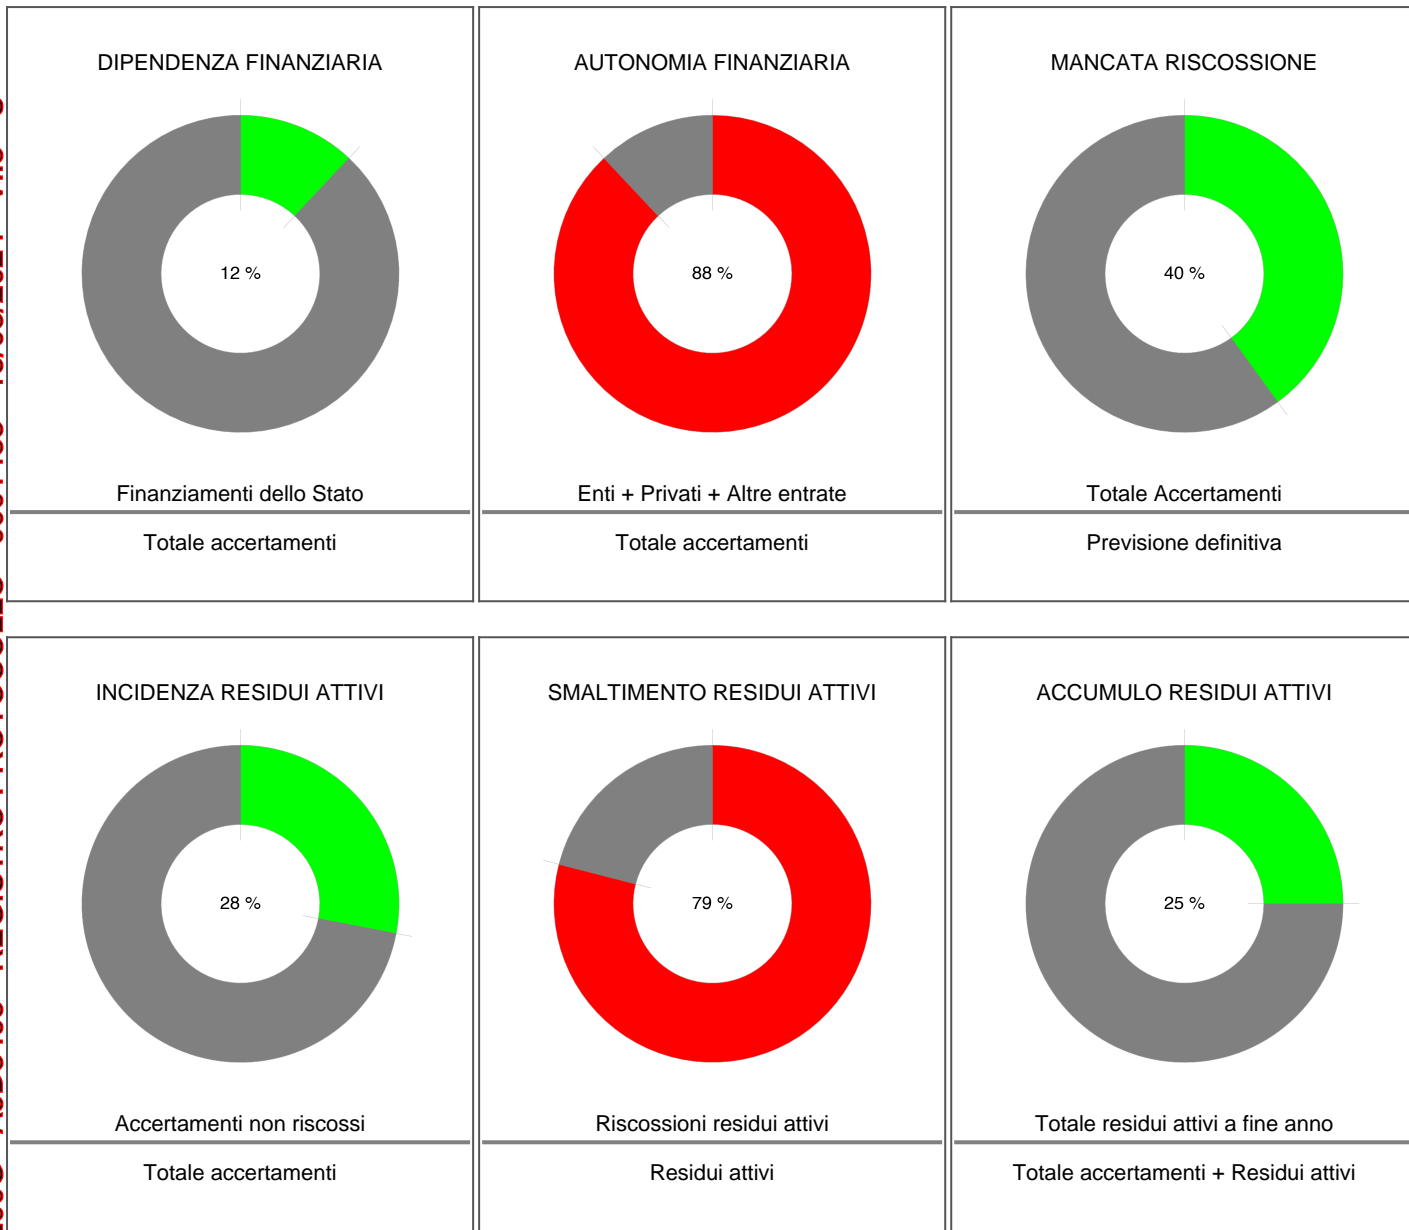 DIPENDENZA FINANZIARIA
12 %
Finanziamenti dello Stato
Totale accertamenti
AUTONOMIA FINANZIARIA
88 %
Enti + Privati + Altre entrate
Totale accertamenti
MANCATA RISCOSSIONE
40 %
Totale Accertamenti
Previsione definitiva
INCIDENZA RESIDUI ATTIVI
28 %
Accertamenti non riscossi
Totale accertamenti
SMALTIMENTO RESIDUI ATTIVI
79 %
Riscossioni residui attivi
Residui attivi
ACCUMULO RESIDUI ATTIVI
25 %
Totale residui attivi a fine anno
Totale accertamenti + Residui attivi